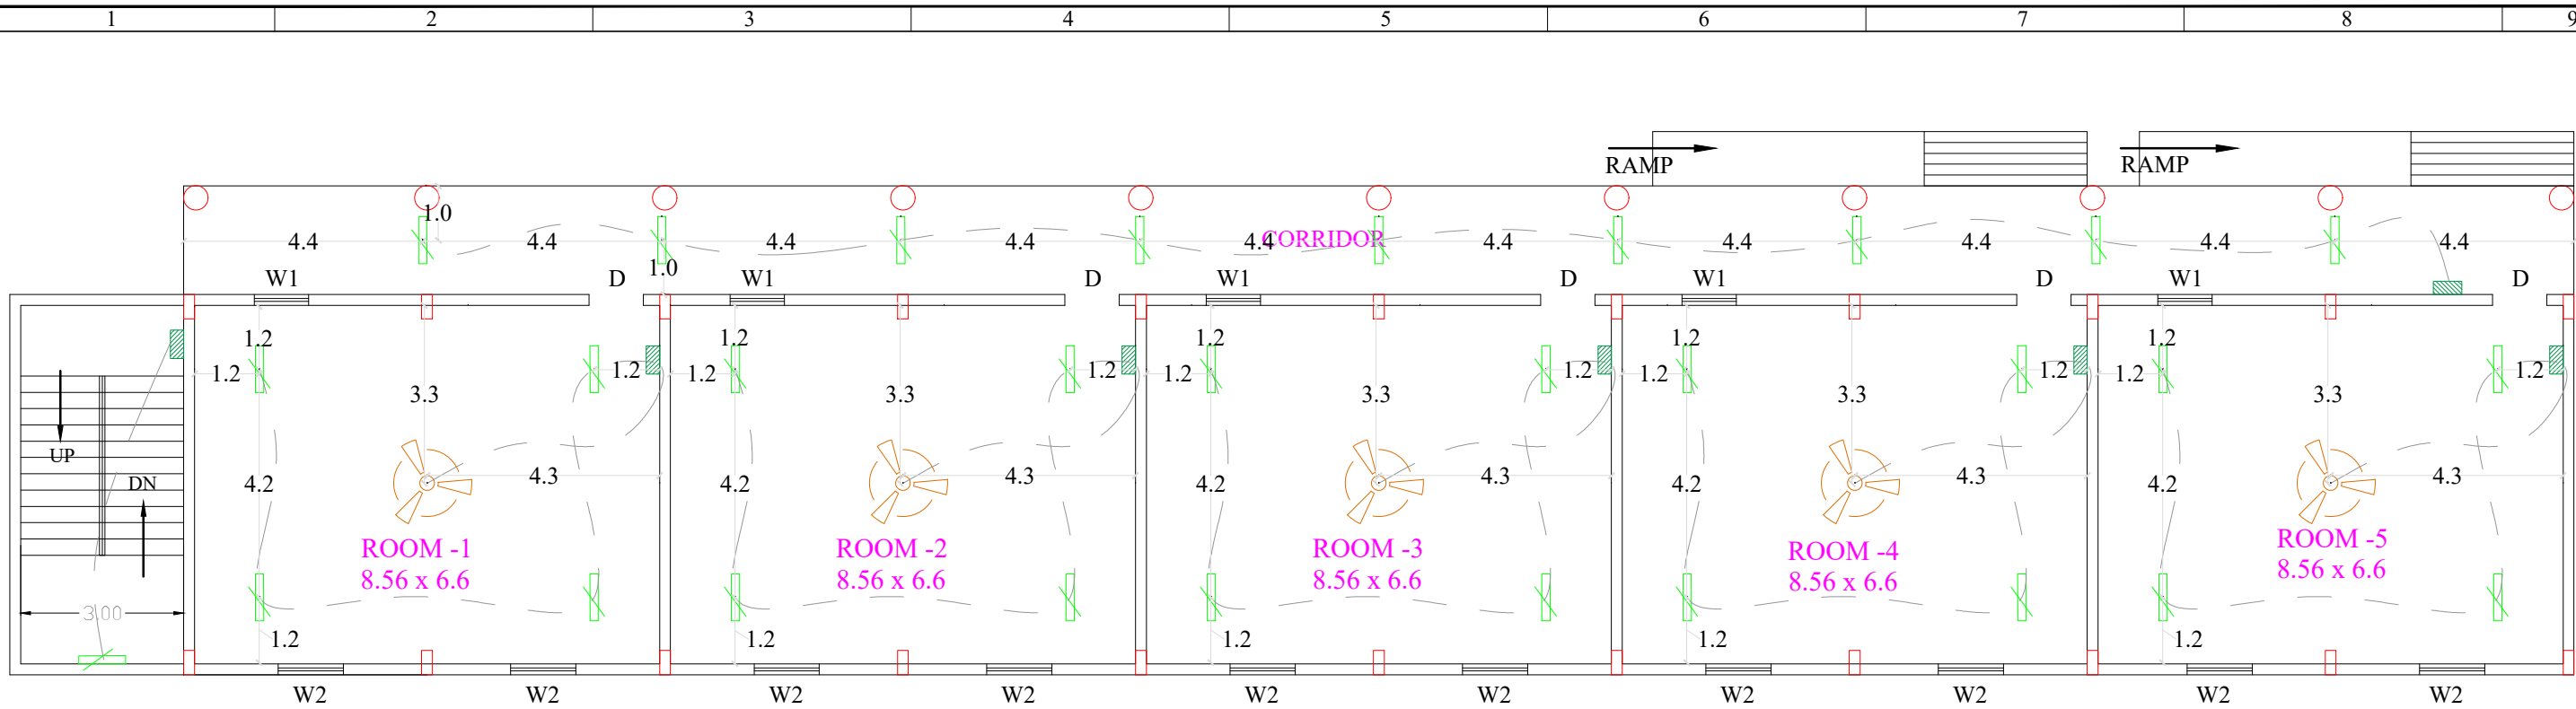 1 2 3 4 5 6 7 8 9
RAMP RAMP
1.0
4.4 4.4 4.4 4.4 4.4 CORRIDOR 4.4 4.4 4.4 4.4 4.4
W1 D 1.0 W1 D W1 D W1 D W1 D
1.2 1.2 1.2 1.2 1.2
1.2 1.2 1.2 1.2 1.2 1.2 1.2 1.2 1.2 1.2
3.3 3.3 3.3 3.3 3.3
UP
DN 4.2 4.3 4.2 4.3 4.2 4.3 4.2 4.3 4.2 4.3
ROOM -1 ROOM -2 ROOM -3 ROOM -4 ROOM -5
8.56 x 6.6 8.56 x 6.6 8.56 x 6.6 8.56 x 6.6 8.56 x 6.6
3.00
1.2 1.2 1.2 1.2 1.2
W2 W2 W2 W2 W2 W2 W2 W2 W2 W2